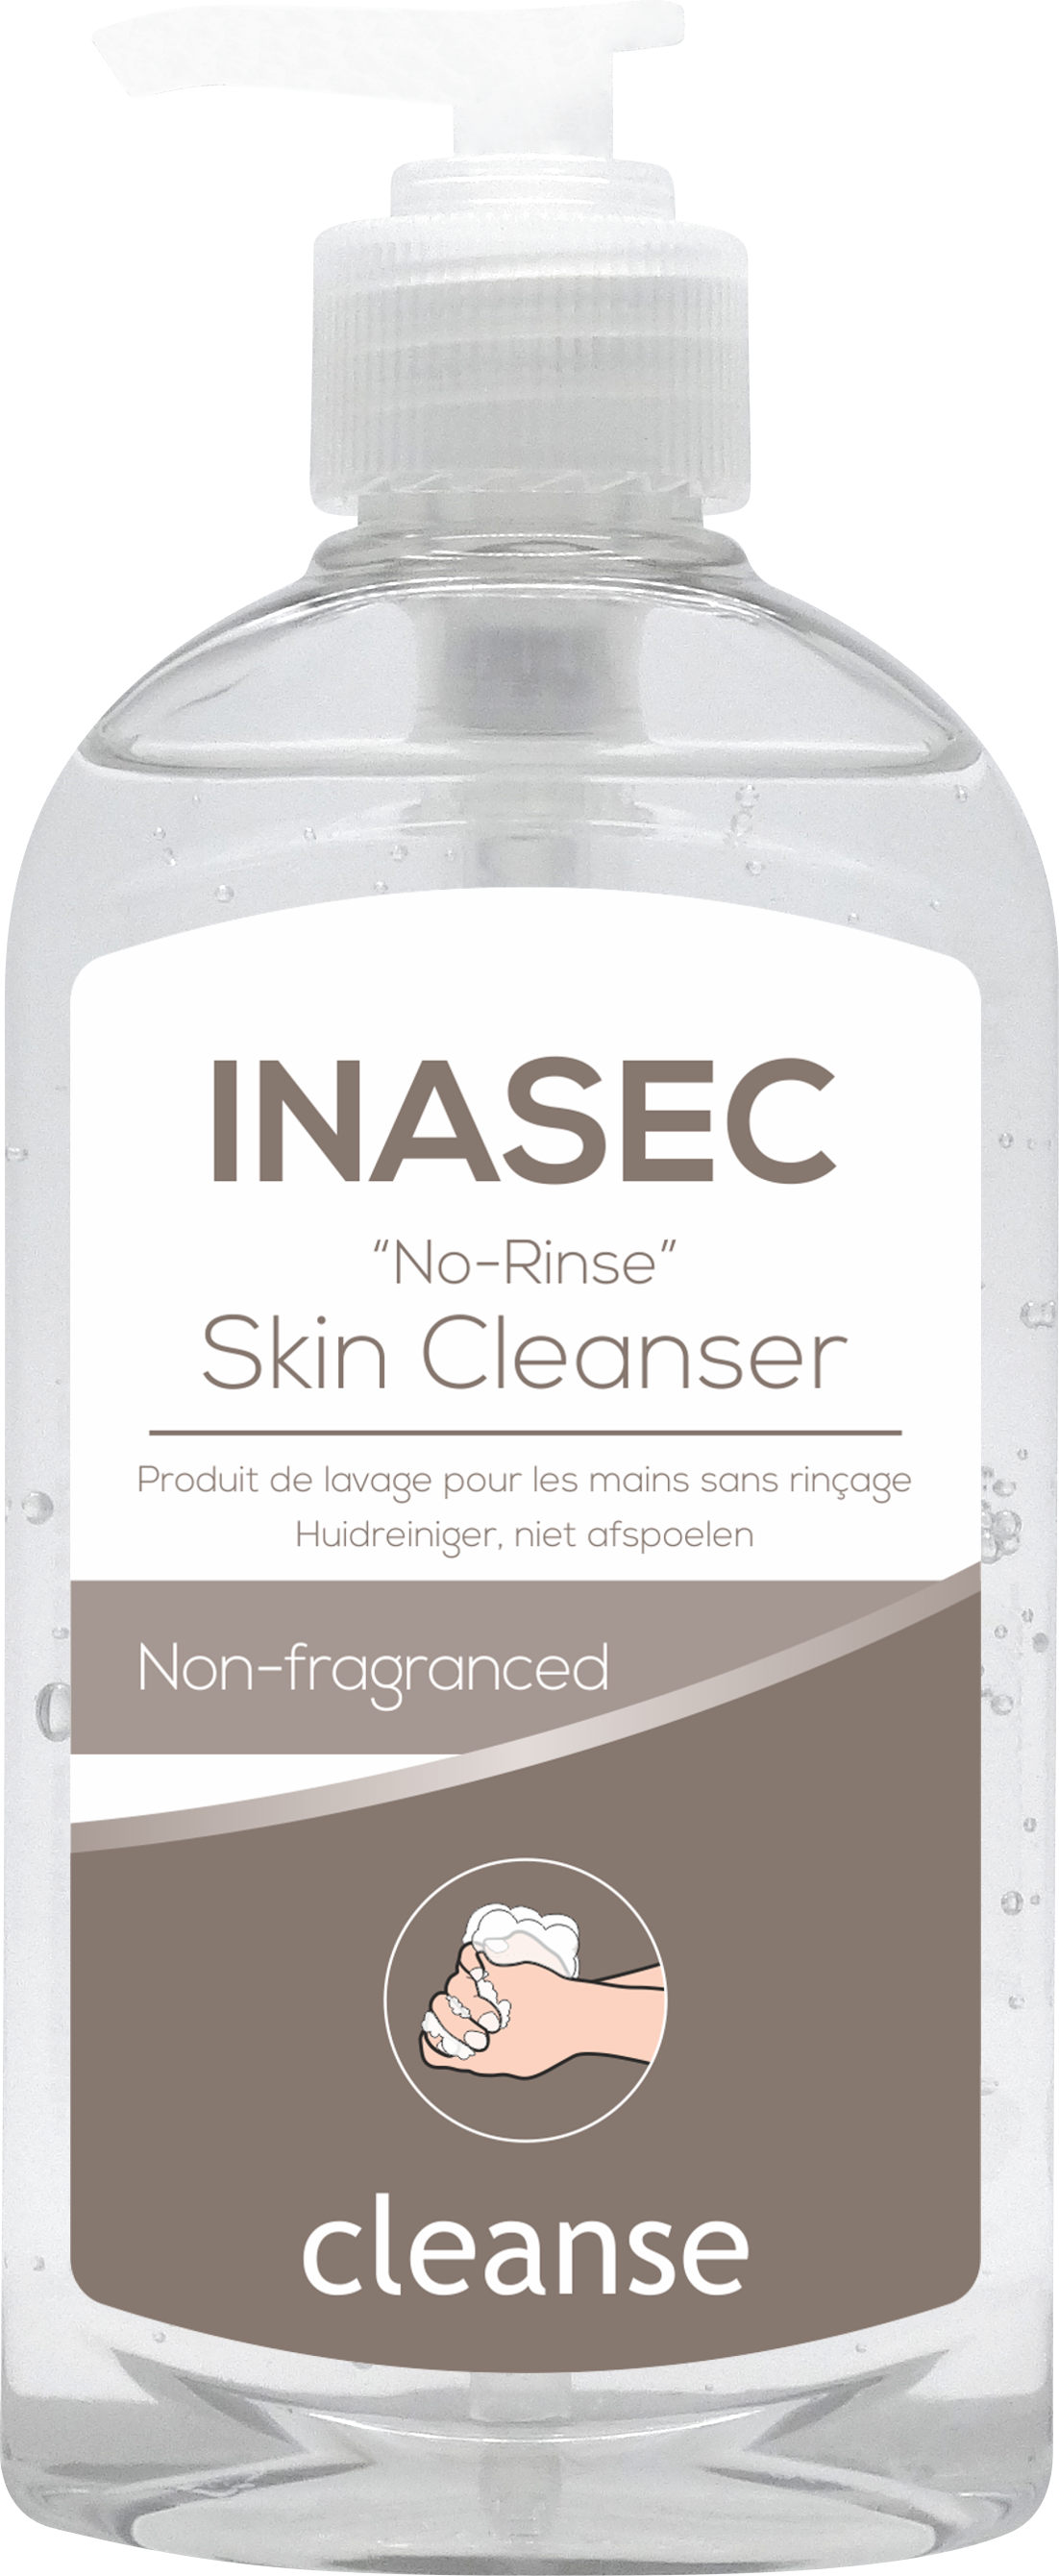 INASEC
“No-Rinse”
Skin Cleanser
Produit de lavage pour les mains sans rinçage
Huidreiniger, niet afspoelen
Non-fragranced
cleanse